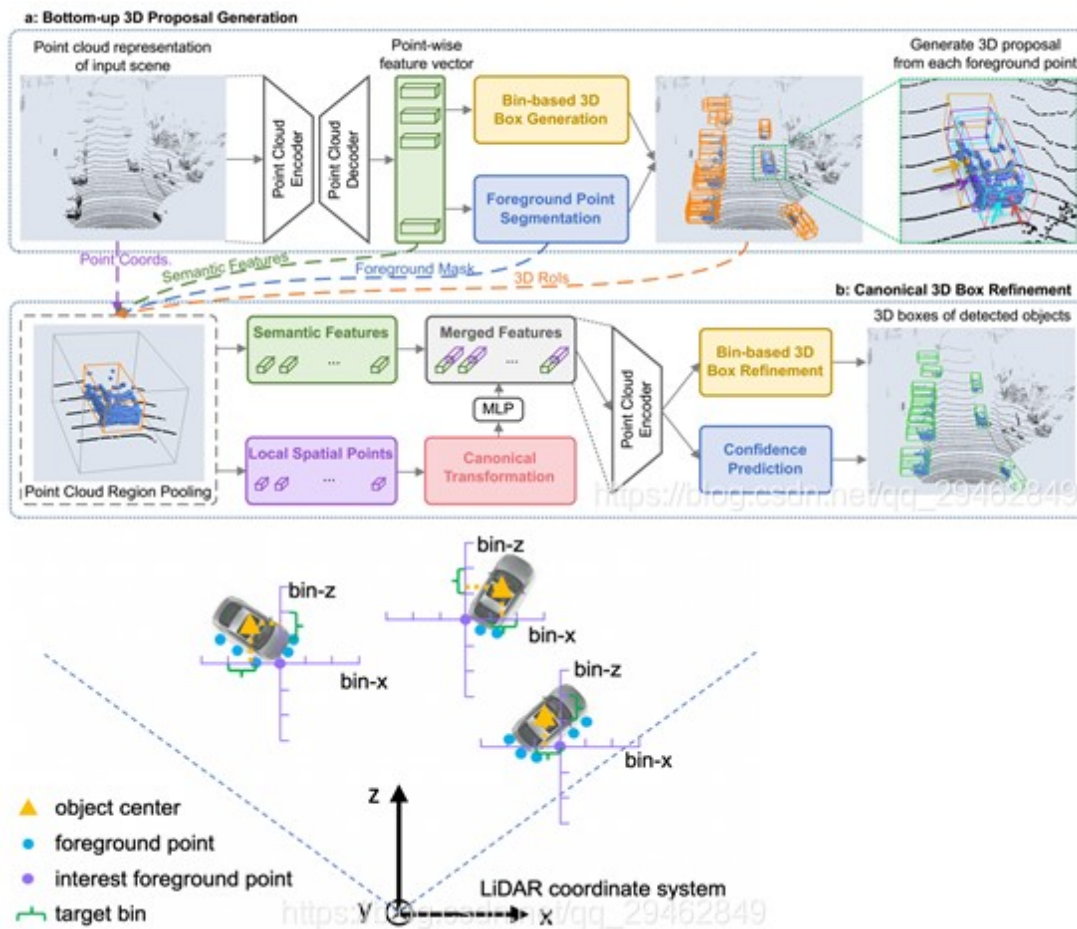 a: Bottom-up 3D Proposal Generation
Point cloud representation
of input scene
Point-wise
feature vector
Generate 3D proposal
from each foreground point
Point Cloud
Encoder
Point Cloud
Decoder
Bin-based 3D
Box Generation
Foreground Point
Segmentation
Point Coords.
Semantic Features
Foreground Mask
3D RoIs
b: Canonical 3D Box Refinement
3D boxes of detected objects
Semantic Features
...
Merged Features
...
MLP
Point Cloud
Encoder
Bin-based 3D
Box Refinement
Local Spatial Points
...
Canonical
Transformation
Confidence
Prediction
Point Cloud Region Pooling
https://blog.csdn.net/qq_29462849
bin-z
bin-x
bin-z
bin-x
bin-z
bin-x
object center
foreground point
interest foreground point
target bin
z
y
x
LiDAR coordinate system
https://blog.csdn.net/qq_29462849